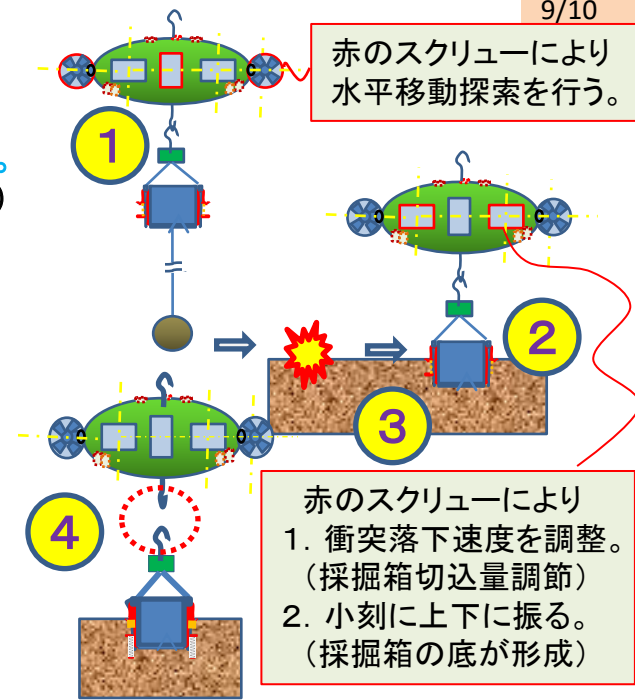 9/10
赤のスクリューにより
水平移動探索を行う。
1
2
3
4
赤のスクリューにより
1．衝突落下速度を調整。
（採掘箱切込量調節）
2．小刻に上下に振る。
（採掘箱の底が形成）